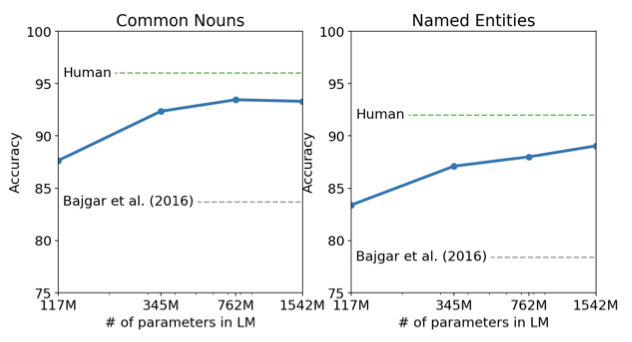 Common Nouns
100
95
90
85
80
75
Accuracy
Human
Bajgar et al. (2016)
117M 345M 762M 1542M
# of parameters in LM
Named Entities
100
95
90
85
80
75
Accuracy
Human
Bajgar et al. (2016)
117M 345M 762M 1542M
# of parameters in LM